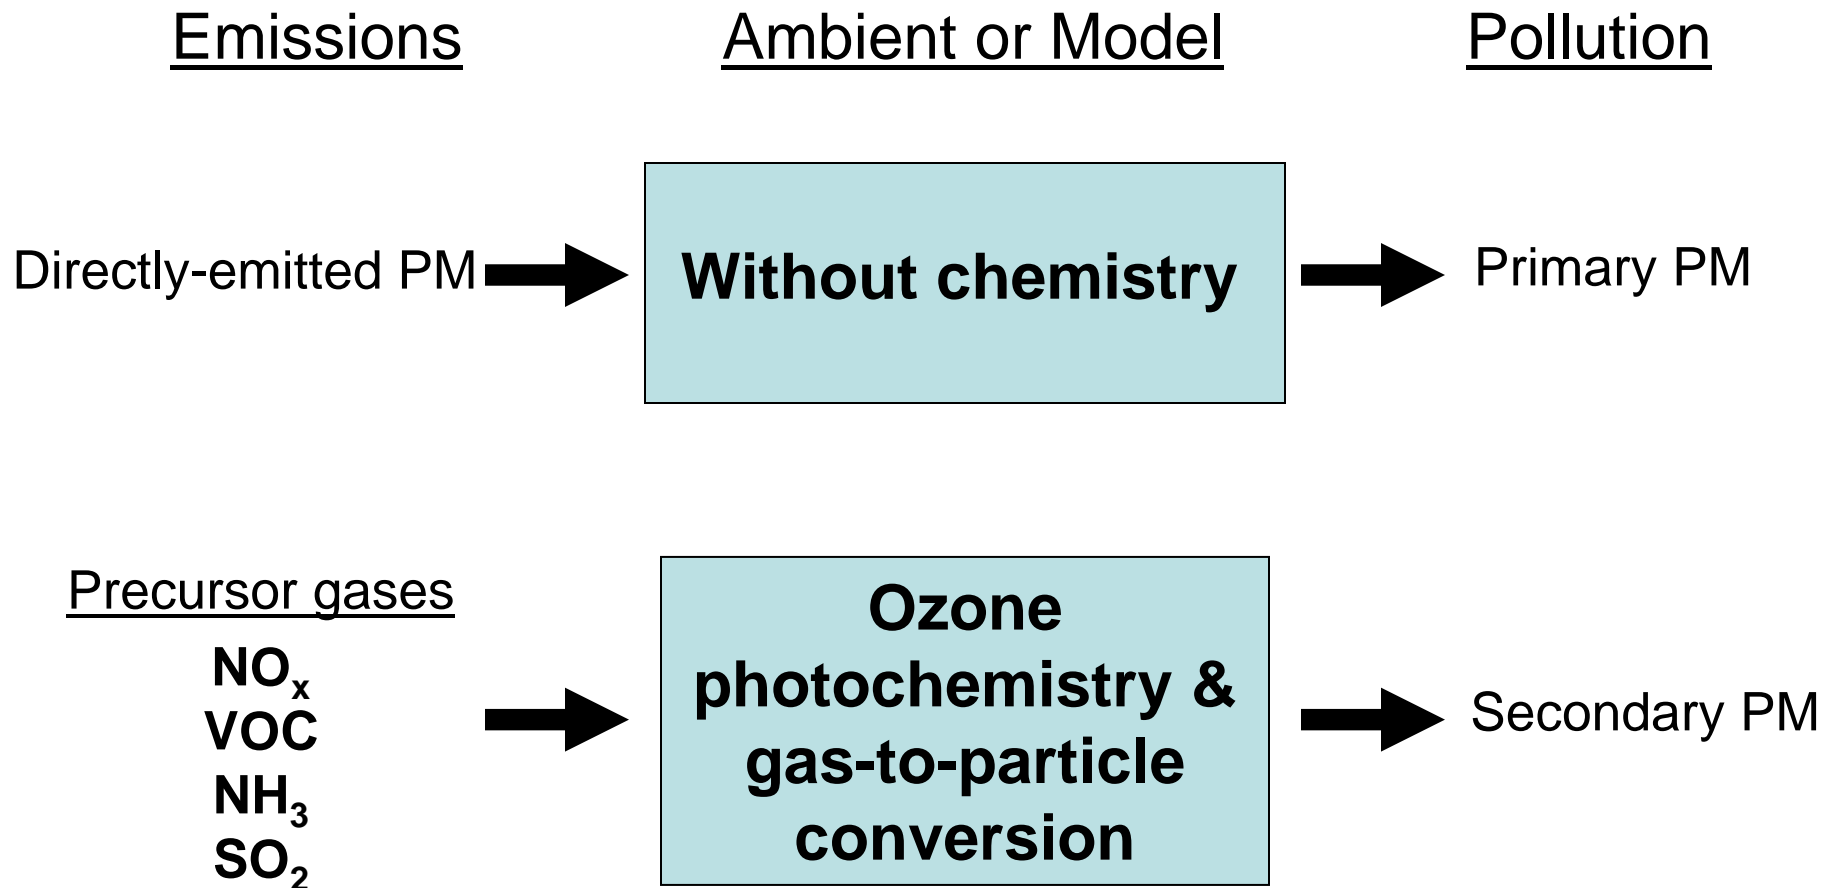 Emissions Ambient or Model Pollution
Directly-emitted PM Without chemistry Primary PM
Precursor gases
NOx
VOC
NH3
SO2
Ozone
photochemistry &
gas-to-particle
conversion
Secondary PM